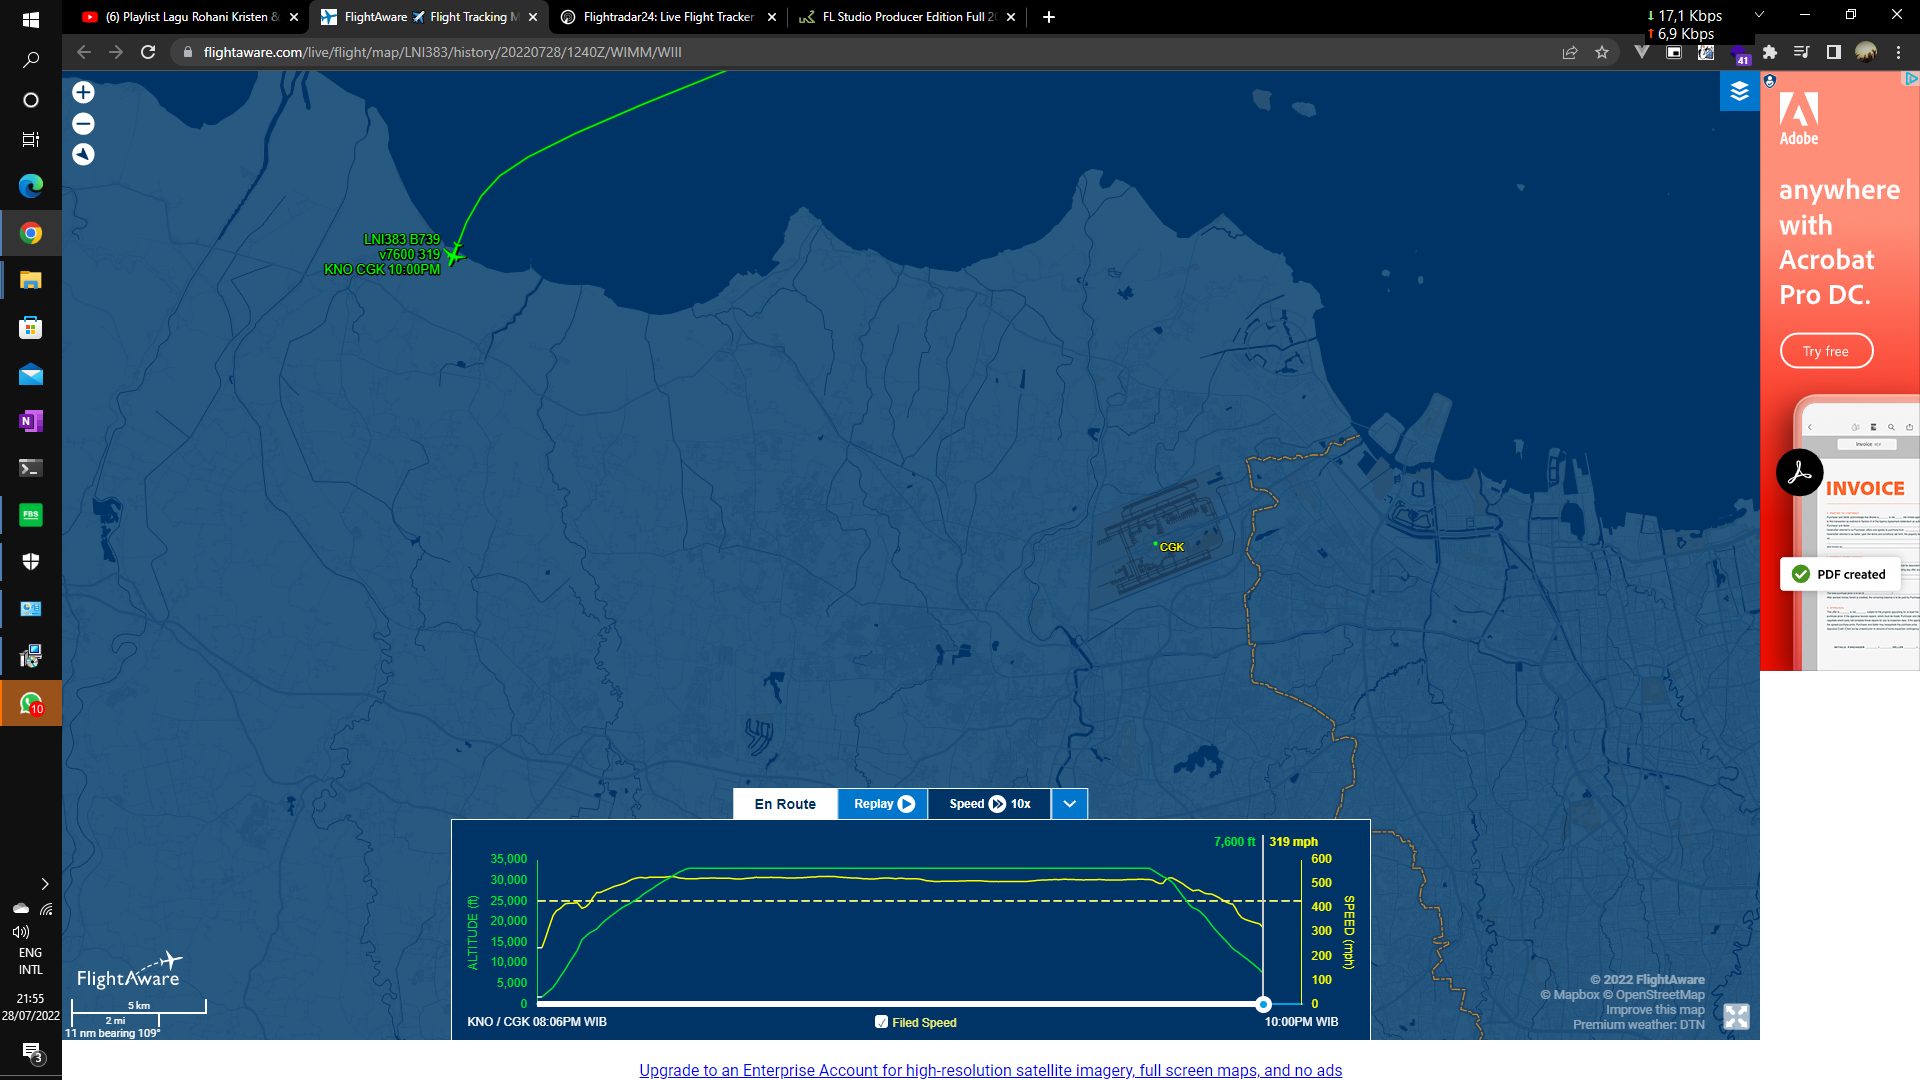 (6) Playlist Lagu Rohani Kristen &
FlightAware ✈️ Flight Tracking M
Flightradar24: Live Flight Tracker
FL Studio Producer Edition Full 20
17,1 Kbps
6,9 Kbps
flightaware.com/live/flight/map/LNI383/history/20220728/1240Z/WIMM/WIII
41
Adobe
anywhere
with
Acrobat
Pro DC.
Try free
Invoice PDF
INVOICE
PDF created
LNI383 B739
v7600 319
KNO CGK 10:00PM
CGK
FBS
10
En Route
Replay
Speed
10x
7,600 ft
319 mph
35,000
30,000
25,000
20,000
15,000
10,000
5,000
0
ALTITUDE (ft)
600
500
400
300
200
100
0
SPEED (mph)
KNO / CGK 08:06PM WIB
Filed Speed
10:00PM WIB
FlightAware
5 km
2 mi
11 nm bearing 109°
© 2022 FlightAware
© Mapbox © OpenStreetMap
Improve this map
Premium weather: DTN
ENG
INTL
21:55
28/07/2022
3
Upgrade to an Enterprise Account for high-resolution satellite imagery, full screen maps, and no ads